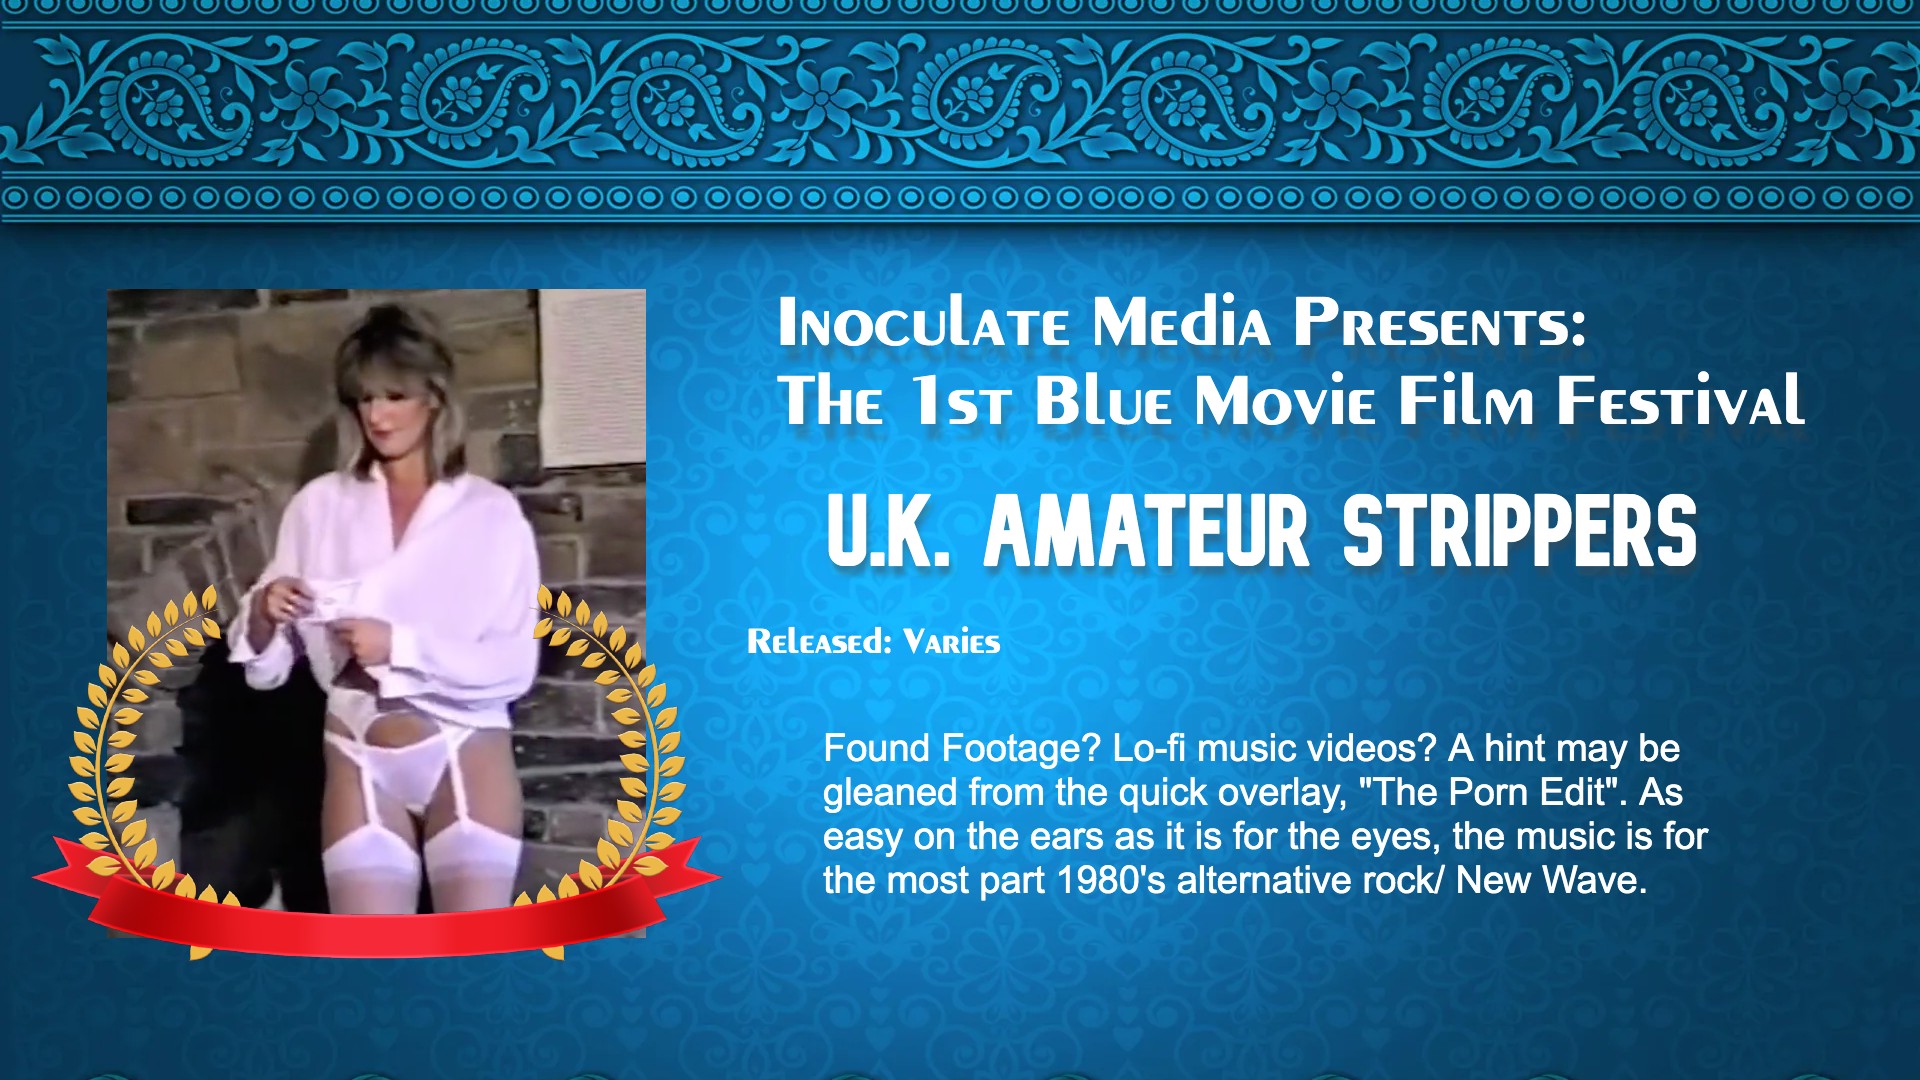 Inoculate Media Presents:
The 1st Blue Movie Film Festival
U.K. AMATEUR STRIPPERS
Released: Varies
Found Footage? Lo-fi music videos? A hint may be
gleaned from the quick overlay, "The Porn Edit". As
easy on the ears as it is for the eyes, the music is for
the most part 1980's alternative rock/ New Wave.